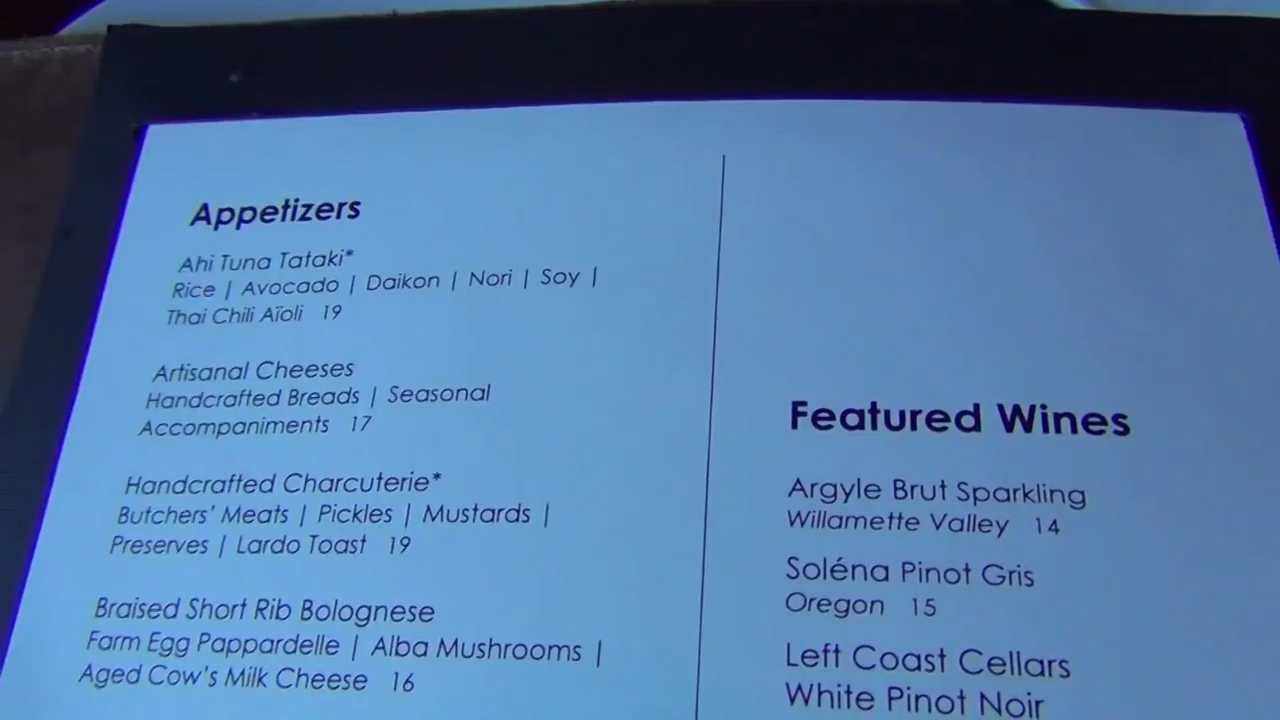 Appetizers
Ahi Tuna Tataki*
Rice | Avocado | Daikon | Nori | Soy |
Thai Chili Aïoli 19
Artisanal Cheeses
Handcrafted Breads | Seasonal
Accompaniments 17
Handcrafted Charcuterie*
Butchers' Meats | Pickles | Mustards |
Preserves | Lardo Toast 19
Braised Short Rib Bolognese
Farm Egg Pappardelle | Alba Mushrooms |
Aged Cow's Milk Cheese 16
Featured Wines
Argyle Brut Sparkling
Willamette Valley 14
Soléna Pinot Gris
Oregon 15
Left Coast Cellars
White Pinot Noir